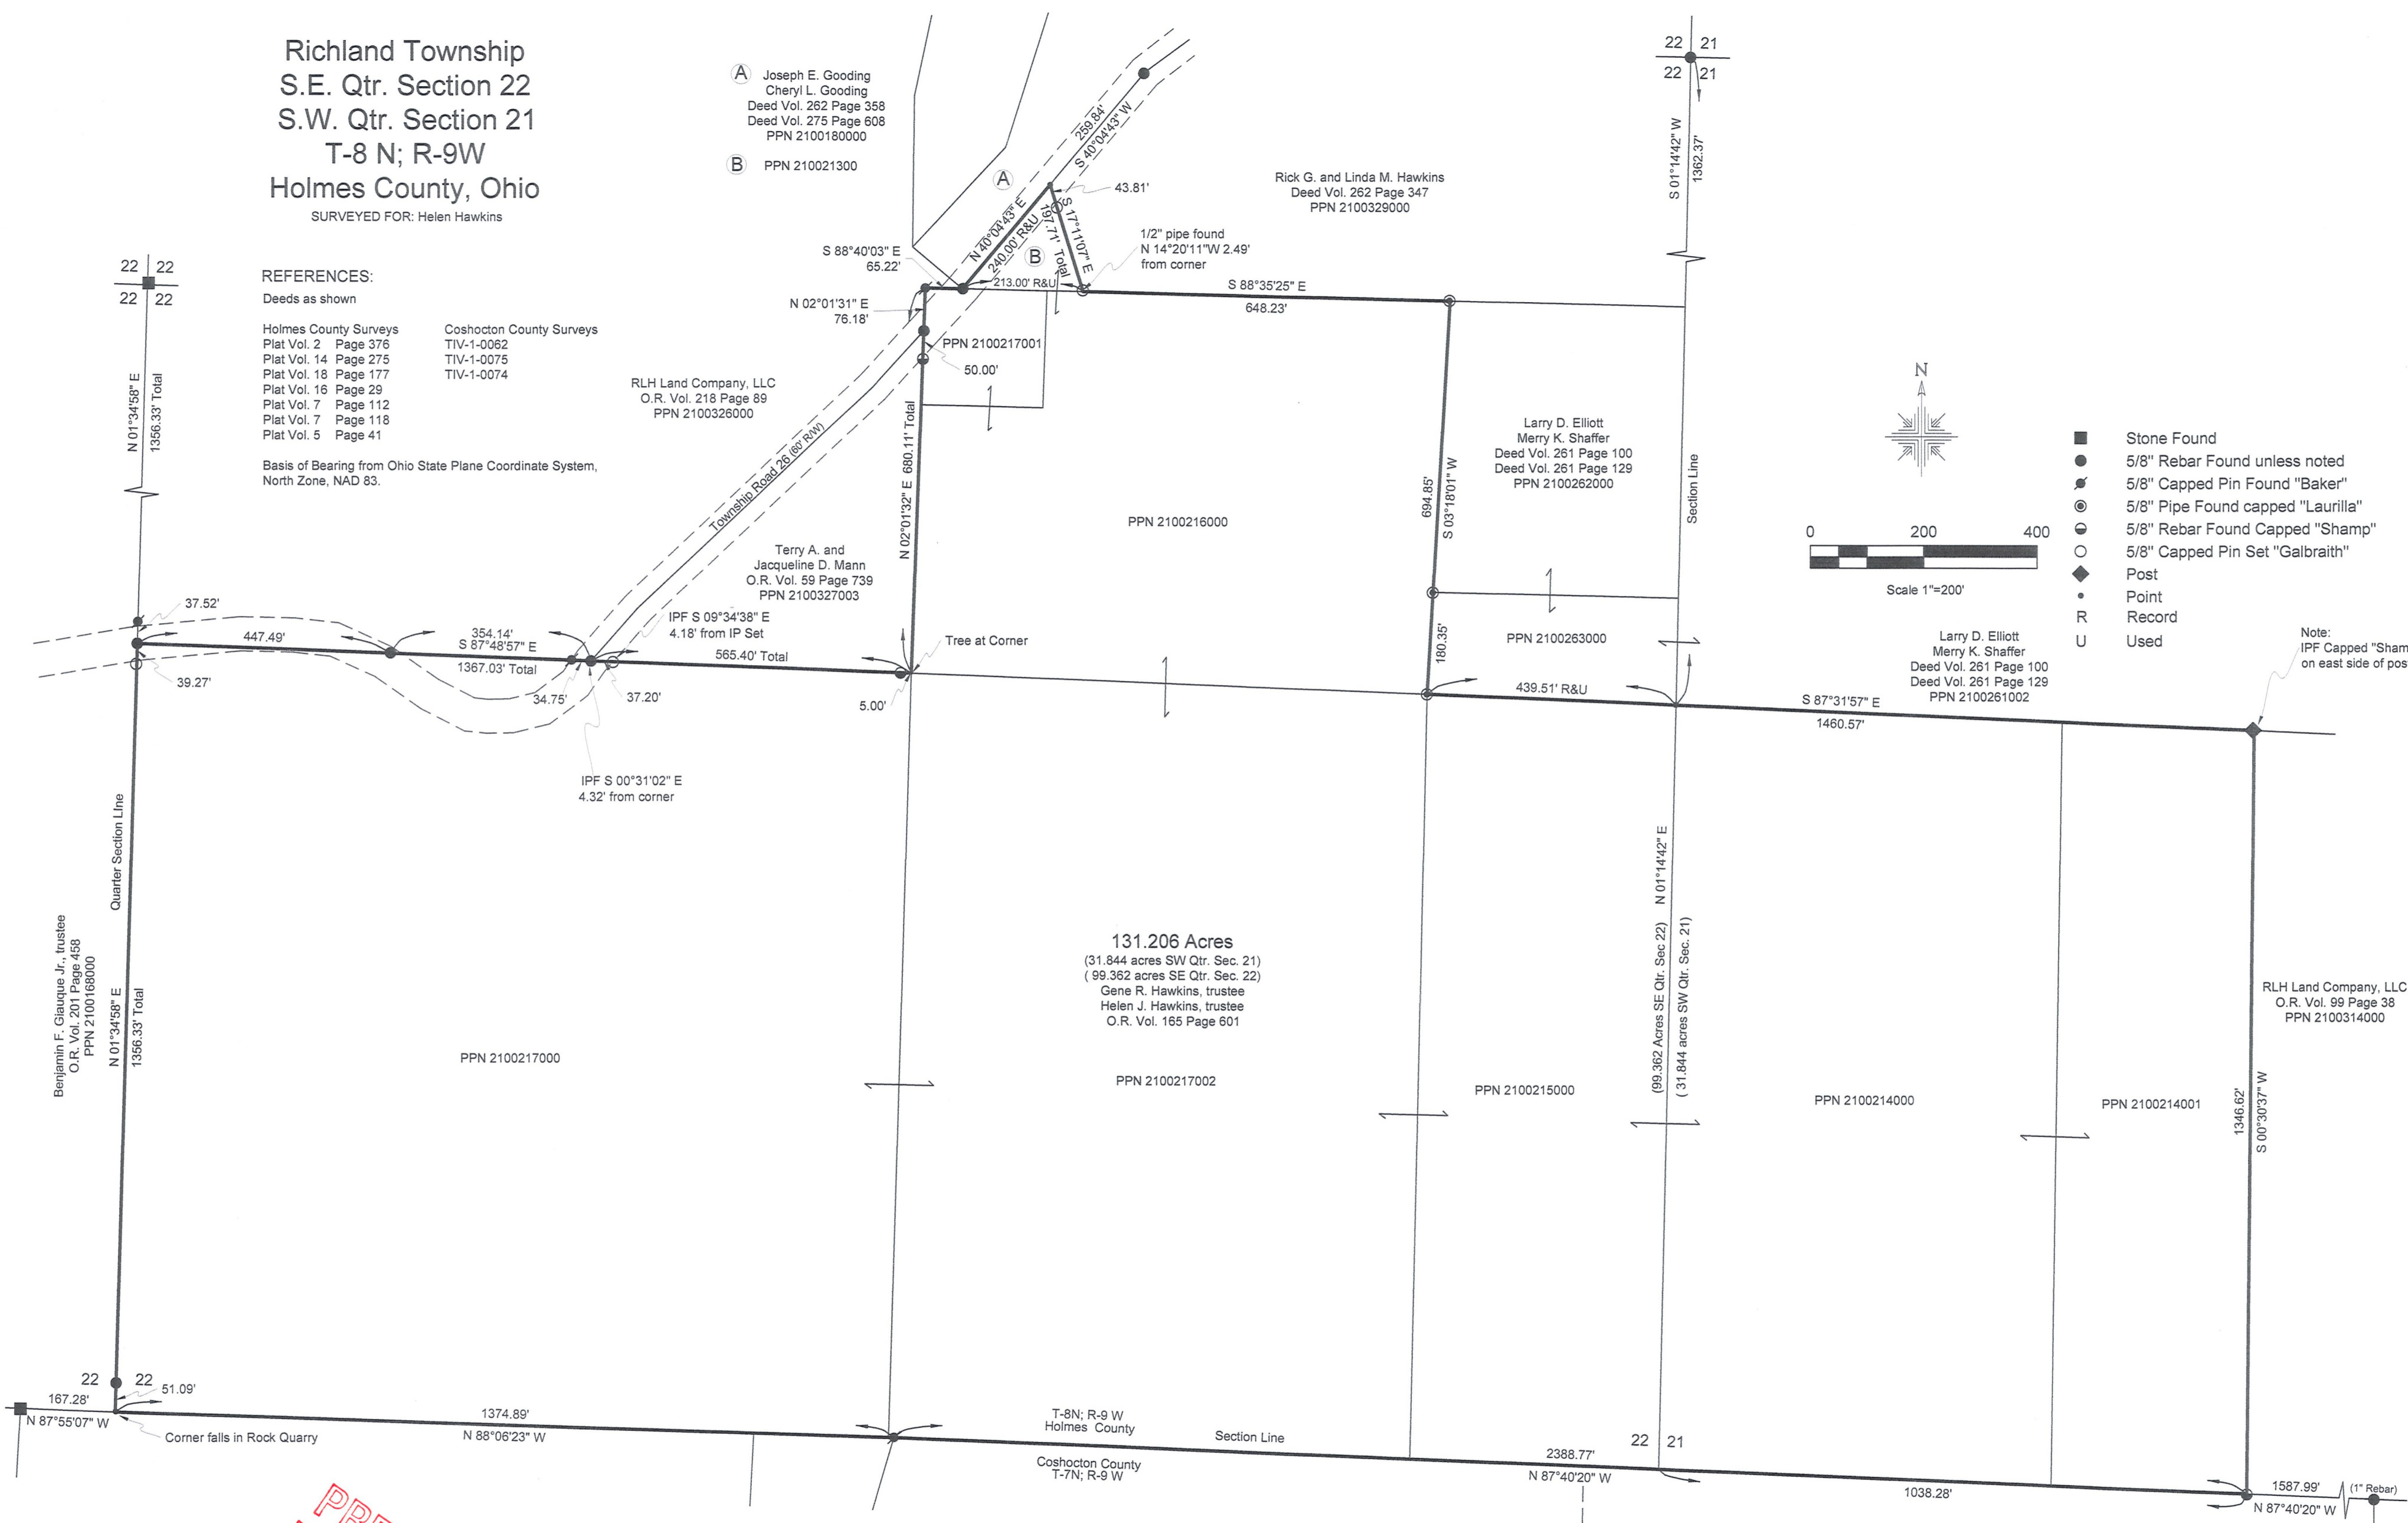 Richland Township
S.E. Qtr. Section 22
S.W. Qtr. Section 21
T-8 N; R-9W
Holmes County, Ohio
SURVEYED FOR: Helen Hawkins
A Joseph E. Gooding
Cheryl L. Gooding
Deed Vol. 262 Page 358
Deed Vol. 275 Page 608
PPN 2100180000
B PPN 210021300
REFERENCES:
Deeds as shown
Holmes County Surveys
Plat Vol. 2 Page 376
Plat Vol. 14 Page 275
Plat Vol. 18 Page 177
Plat Vol. 16 Page 29
Plat Vol. 7 Page 112
Plat Vol. 7 Page 118
Plat Vol. 5 Page 41
Coshocton County Surveys
TIV-1-0062
TIV-1-0075
TIV-1-0074
Basis of Bearing from Ohio State Plane Coordinate System,
North Zone, NAD 83.
22 22
22 22
N 01°34'58" E
1356.33' Total
22 21
22 21
S 01°14'42" W
1362.37'
259.84'
S 40°04'43" W
A
43.81'
N 40°04'43" E
240.00' R&U
S 17°11'07" E
197.71' Total
B
S 88°40'03" E
65.22'
213.00' R&U
1/2" pipe found
N 14°20'11"W 2.49'
from corner
Rick G. and Linda M. Hawkins
Deed Vol. 262 Page 347
PPN 2100329000
S 88°35'25" E
648.23'
N 02°01'31" E
76.18'
PPN 2100217001
50.00'
RLH Land Company, LLC
O.R. Vol. 218 Page 89
PPN 2100326000
Township Road 26 (60' R/W)
N 02°01'32" E 680.11' Total
PPN 2100216000
694.85'
S 03°18'01" W
Larry D. Elliott
Merry K. Shaffer
Deed Vol. 261 Page 100
Deed Vol. 261 Page 129
PPN 2100262000
Section Line
N
0 200 400
Scale 1"=200'
Stone Found
5/8" Rebar Found unless noted
5/8" Capped Pin Found "Baker"
5/8" Pipe Found capped "Laurilla"
5/8" Rebar Found Capped "Shamp"
5/8" Capped Pin Set "Galbraith"
Post
Point
R Record
U Used
Note:
IPF Capped "Sham
on east side of pos
Terry A. and
Jacqueline D. Mann
O.R. Vol. 59 Page 739
PPN 2100327003
IPF S 09°34'38" E
4.18' from IP Set
Tree at Corner
37.52'
447.49'
354.14'
S 87°48'57" E
1367.03' Total
565.40' Total
39.27'
34.75'
37.20'
5.00'
IPF S 00°31'02" E
4.32' from corner
180.35'
PPN 2100263000
Larry D. Elliott
Merry K. Shaffer
Deed Vol. 261 Page 100
Deed Vol. 261 Page 129
PPN 2100261002
439.51' R&U
S 87°31'57" E
1460.57'
Benjamin F. Giauque Jr., trustee
O.R. Vol. 201 Page 458
PPN 2100168000
Quarter Section LIne
N 01°34'58" E
1356.33' Total
131.206 Acres
(31.844 acres SW Qtr. Sec. 21)
( 99.362 acres SE Qtr. Sec. 22)
Gene R. Hawkins, trustee
Helen J. Hawkins, trustee
O.R. Vol. 165 Page 601
(99.362 Acres SE Qtr. Sec 22) N 01°14'42" E
( 31.844 acres SW Qtr. Sec. 21)
RLH Land Company, LLC
O.R. Vol. 99 Page 38
PPN 2100314000
1346.62'
S 00°30'37" W
PPN 2100217000
PPN 2100217002
PPN 2100215000
PPN 2100214000
PPN 2100214001
22 22
51.09'
167.28'
N 87°55'07" W
Corner falls in Rock Quarry
1374.89'
N 88°06'23" W
T-8N; R-9 W
Holmes County
Section Line
Coshocton County
T-7N; R-9 W
22 21
2388.77'
N 87°40'20" W
1038.28'
1587.99'
(1" Rebar)
N 87°40'20" W